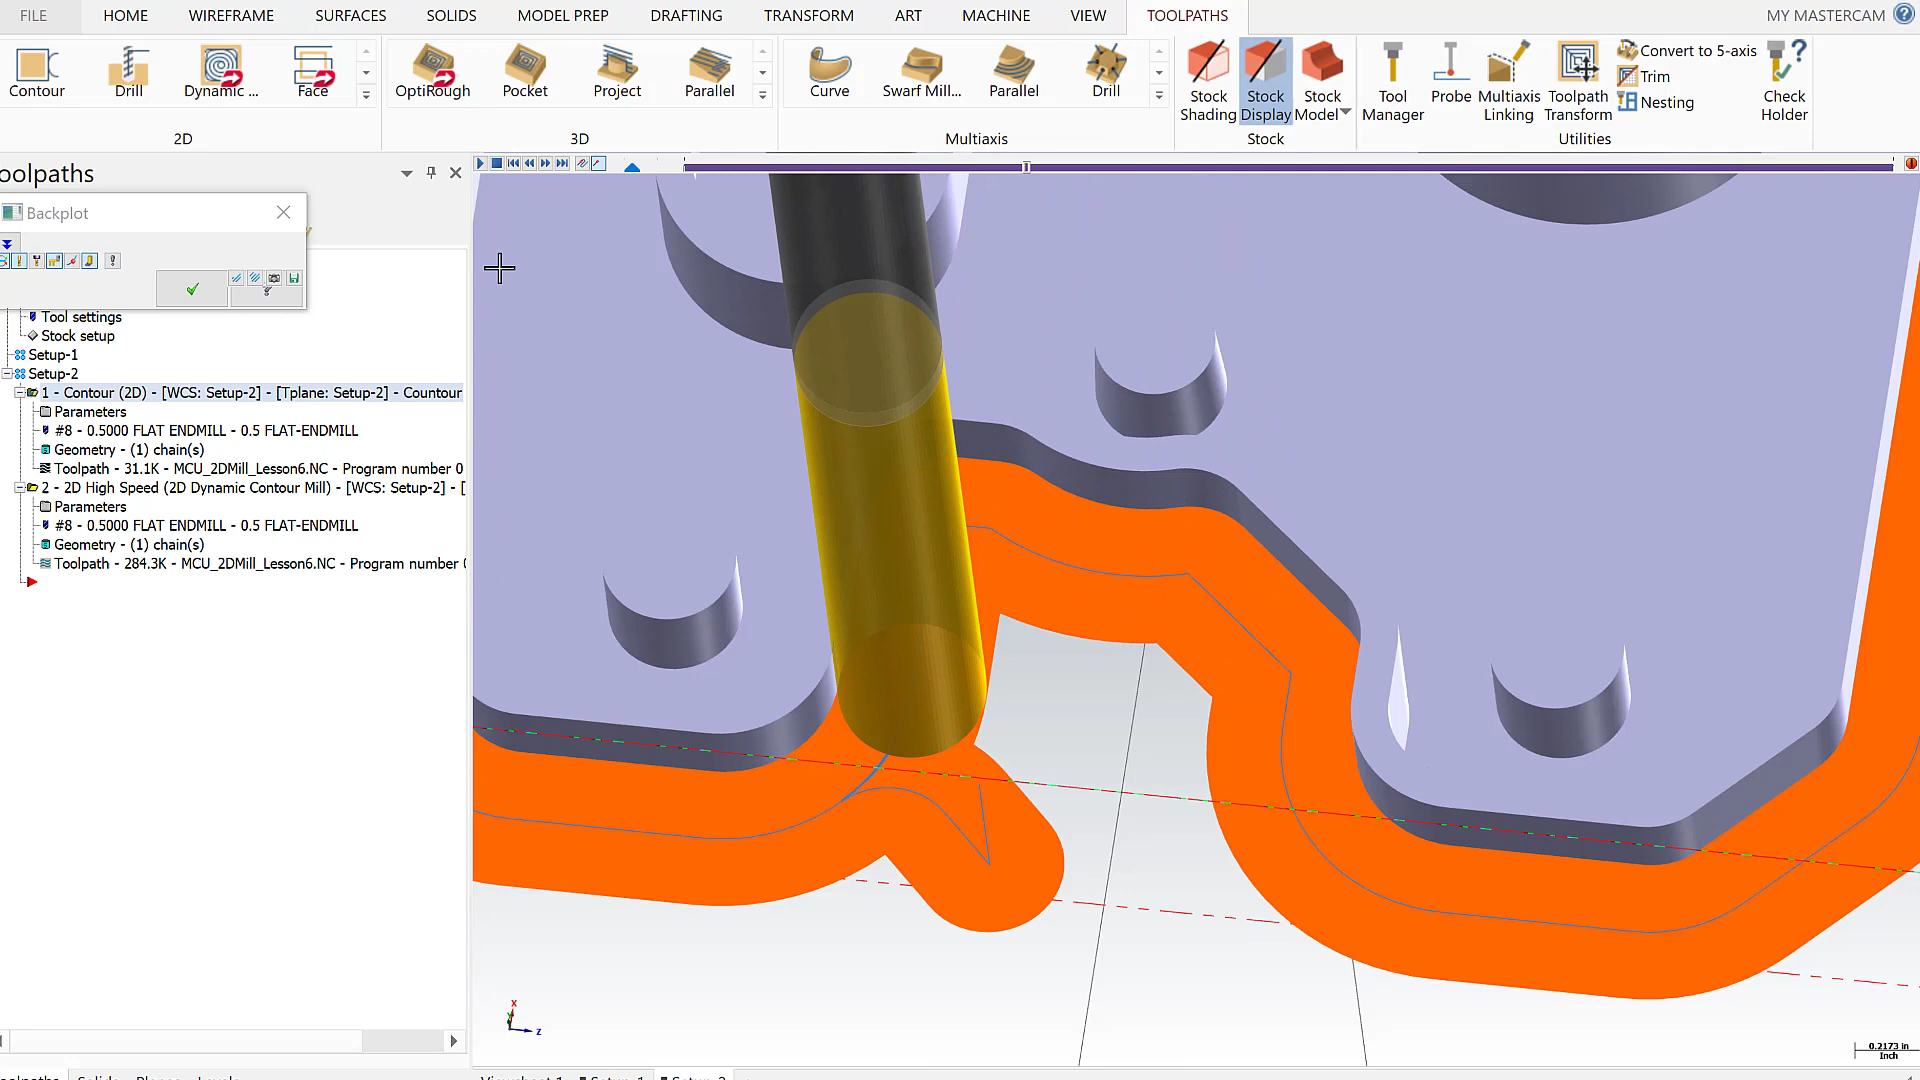 FILE HOME WIREFRAME SURFACES SOLIDS MODEL PREP DRAFTING TRANSFORM ART MACHINE VIEW TOOLPATHS MY MASTERCAM
Contour Drill Dynamic ... Face
2D
OptiRough Pocket Project Parallel
3D
Curve Swarf Mill... Parallel Drill
Multiaxis
Stock Shading
Stock Display
Stock Model
Stock
Tool Manager
Probe
Multiaxis Linking
Toolpath Transform
Convert to 5-axis
Trim
Nesting
Check Holder
Utilities
oolpaths
Backplot
Tool settings
Stock setup
Setup-1
Setup-2
1 - Contour (2D) - [WCS: Setup-2] - [Tplane: Setup-2] - Countour
Parameters
#8 - 0.5000 FLAT ENDMILL - 0.5 FLAT-ENDMILL
Geometry - (1) chain(s)
Toolpath - 31.1K - MCU_2DMill_Lesson6.NC - Program number 0
2 - 2D High Speed (2D Dynamic Contour Mill) - [WCS: Setup-2] - [
Parameters
#8 - 0.5000 FLAT ENDMILL - 0.5 FLAT-ENDMILL
Geometry - (1) chain(s)
Toolpath - 284.3K - MCU_2DMill_Lesson6.NC - Program number
X
Z
0.2173 in
Inch